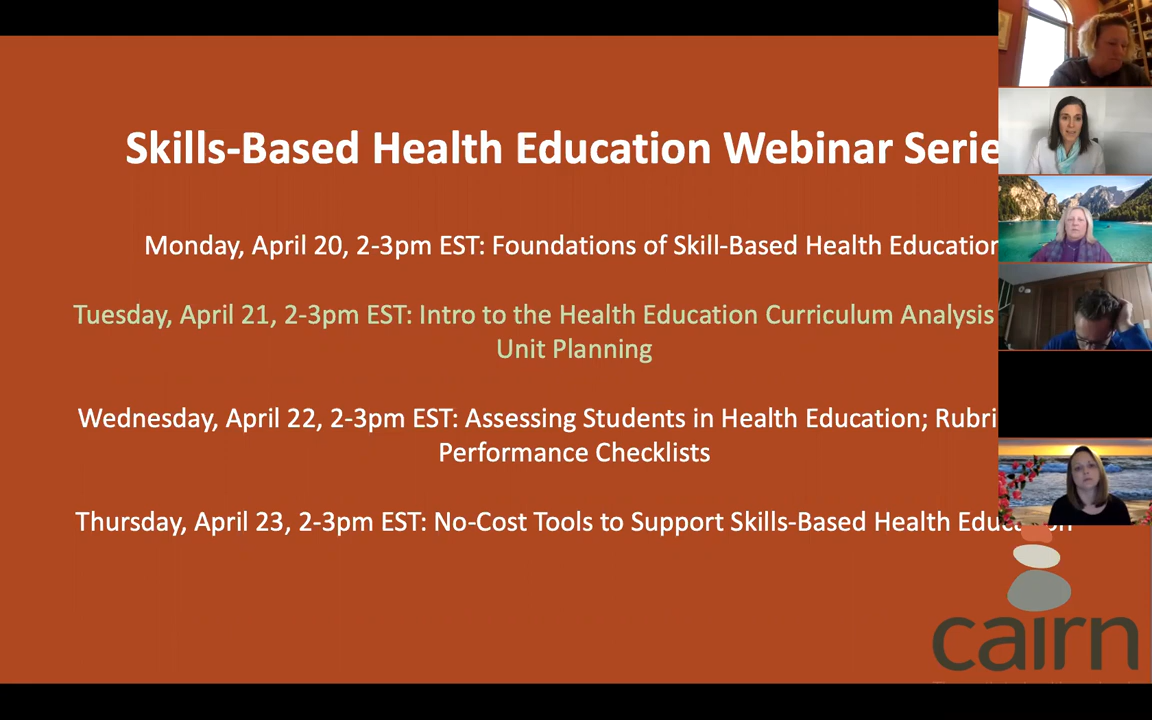 Skills-Based Health Education Webinar Serie
Monday, April 20, 2-3pm EST: Foundations of Skill-Based Health Education
Tuesday, April 21, 2-3pm EST: Intro to the Health Education Curriculum Analysis
Unit Planning
Wednesday, April 22, 2-3pm EST: Assessing Students in Health Education; Rubri
Performance Checklists
Thursday, April 23, 2-3pm EST: No-Cost Tools to Support Skills-Based Health Education
cairn